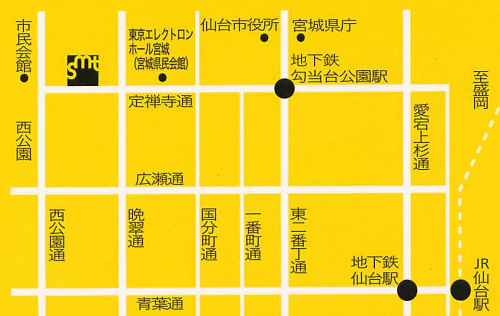 市民会館
smt
東京エレクトロン
ホール宮城
(宮城県民会館)
仙台市役所
宮城県庁
地下鉄
勾当台公園駅
至盛岡
定禅寺通
西公園
愛宕上杉通
広瀬通
西公園通
晩翠通
国分町通
一番町通
東二番丁通
地下鉄
仙台駅
JR仙台駅
青葉通